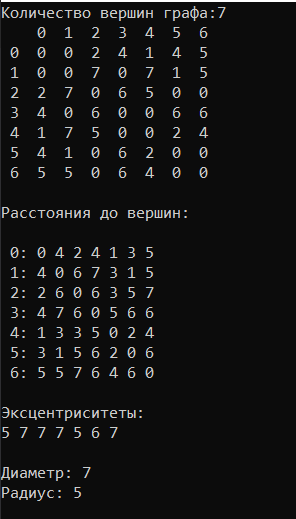 Количество вершин графа:7
0 1 2 3 4 5 6
0 0 0 2 4 1 4 5
1 0 0 7 0 7 1 5
2 2 7 0 6 5 0 0
3 4 0 6 0 0 6 6
4 1 7 5 0 0 2 4
5 4 1 0 6 2 0 0
6 5 5 0 6 4 0 0
Расстояния до вершин:
0: 0 4 2 4 1 3 5
1: 4 0 6 7 3 1 5
2: 2 6 0 6 3 5 7
3: 4 7 6 0 5 6 6
4: 1 3 3 5 0 2 4
5: 3 1 5 6 2 0 6
6: 5 5 7 6 4 6 0
Эксцентриситеты:
5 7 7 7 5 6 7
Диаметр: 7
Радиус: 5